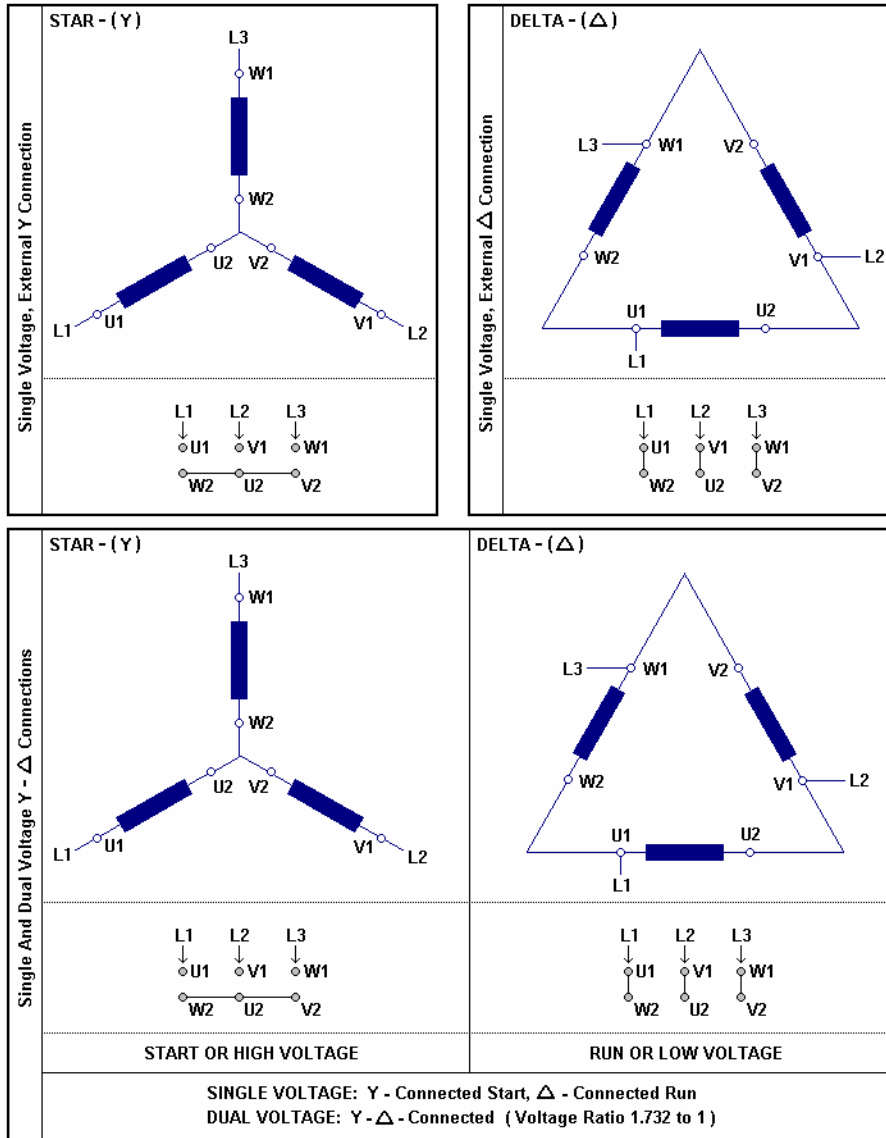 STAR - ( Y )
L3
W1
W2
U2 V2
L1 U1 V1 L2
Single Voltage, External Y Connection
L1 L2 L3
U1 V1 W1
W2 U2 V2
DELTA - ( Δ )
L3 W1 V2
W2 V1 L2
U1 U2
L1
Single Voltage, External Δ Connection
L1 L2 L3
U1 V1 W1
W2 U2 V2
Single And Dual Voltage Y - Δ Connections
STAR - ( Y )
L3
W1
W2
U2 V2
L1 U1 V1 L2
L1 L2 L3
U1 V1 W1
W2 U2 V2
START OR HIGH VOLTAGE
DELTA - ( Δ )
L3 W1 V2
W2 V1 L2
U1 U2
L1
L1 L2 L3
U1 V1 W1
W2 U2 V2
RUN OR LOW VOLTAGE
SINGLE VOLTAGE: Y - Connected Start, Δ - Connected Run
DUAL VOLTAGE: Y - Δ - Connected ( Voltage Ratio 1.732 to 1 )